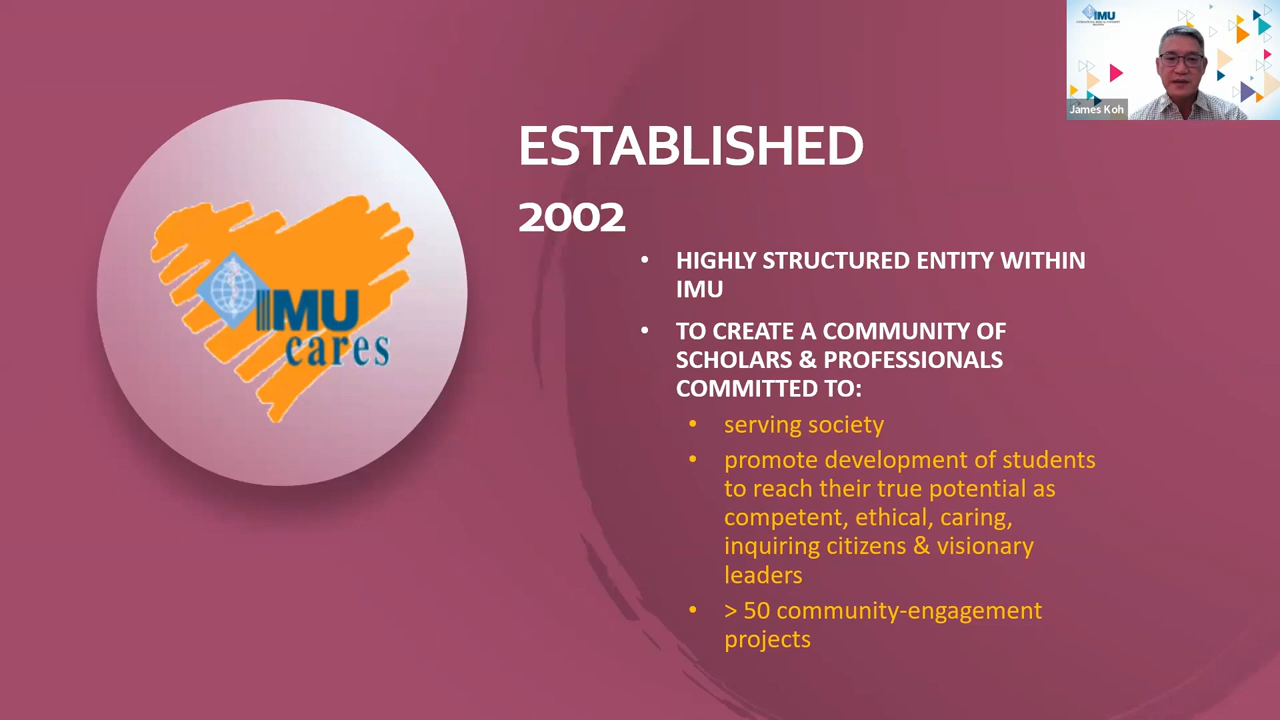 IMU
James Koh
ESTABLISHED
2002
IMU
cares
• HIGHLY STRUCTURED ENTITY WITHIN
IMU
• TO CREATE A COMMUNITY OF
SCHOLARS & PROFESSIONALS
COMMITTED TO:
• serving society
• promote development of students
to reach their true potential as
competent, ethical, caring,
inquiring citizens & visionary
leaders
• > 50 community-engagement
projects